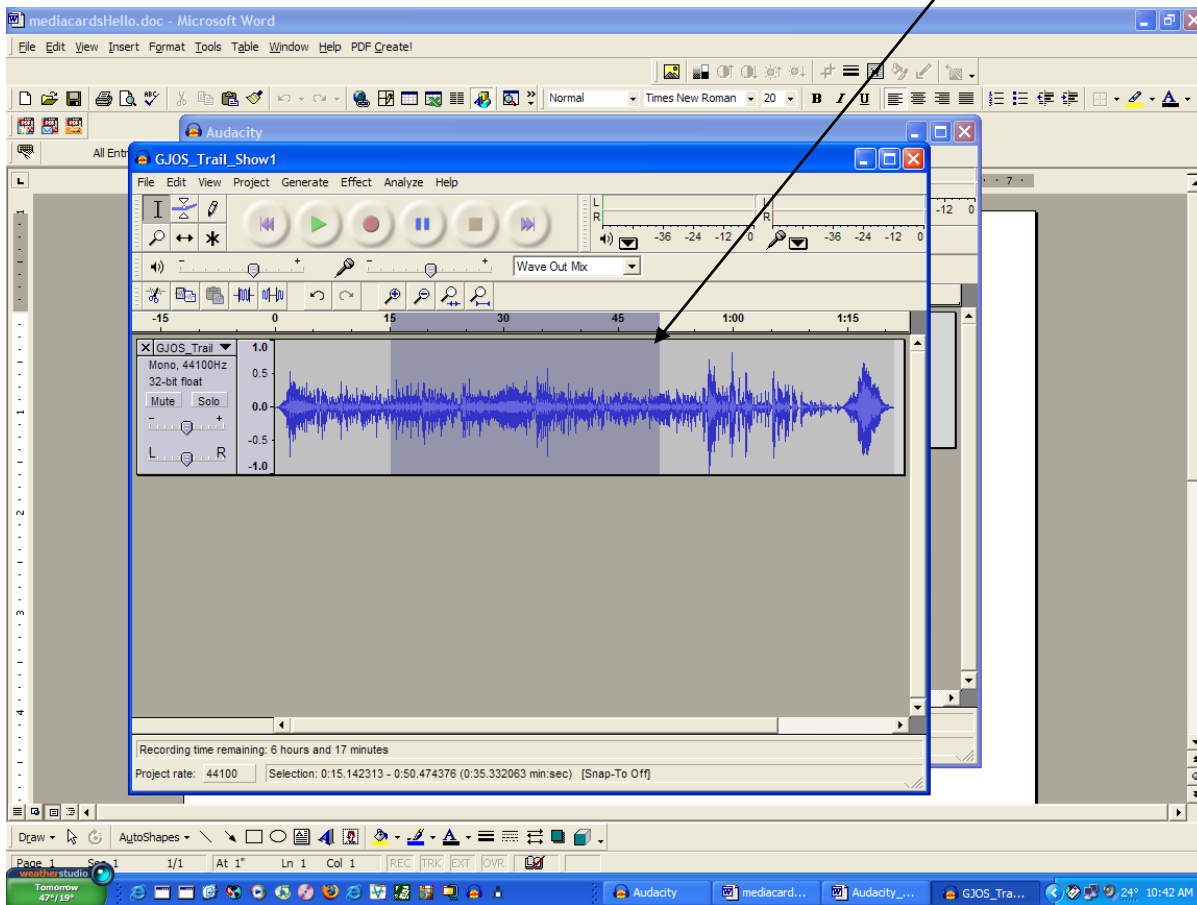 mediacardsHello.doc - Microsoft Word
File Edit View Insert Format Tools Table Window Help PDF Create!
Normal Times New Roman 20 B I U
Audacity
All Entr
GJOS_Trail_Show1
File Edit View Project Generate Effect Analyze Help
7
L L
R R
-36 -24 -12 0 -36 -24 -12 0
-12 0
Wave Out Mix
-15 0 15 30 45 1:00 1:15
GJOS_Trail 1.0
Mono, 44100Hz
32-bit float 0.5
Mute Solo
- + 0.0
-0.5
L R
-1.0
Recording time remaining: 6 hours and 17 minutes
Project rate: 44100 Selection: 0:15.142313 - 0:50.474376 (0:35.332063 min:sec) [Snap-To Off]
Draw AutoShapes
Page 1 Sec 1 1/1 At 1" Ln 1 Col 1 REC TRK EXT OVR
weatherstudio
Tomorrow
47°/19°
Audacity mediacard... Audacity_... GJOS_Tra... 24° 10:42 AM